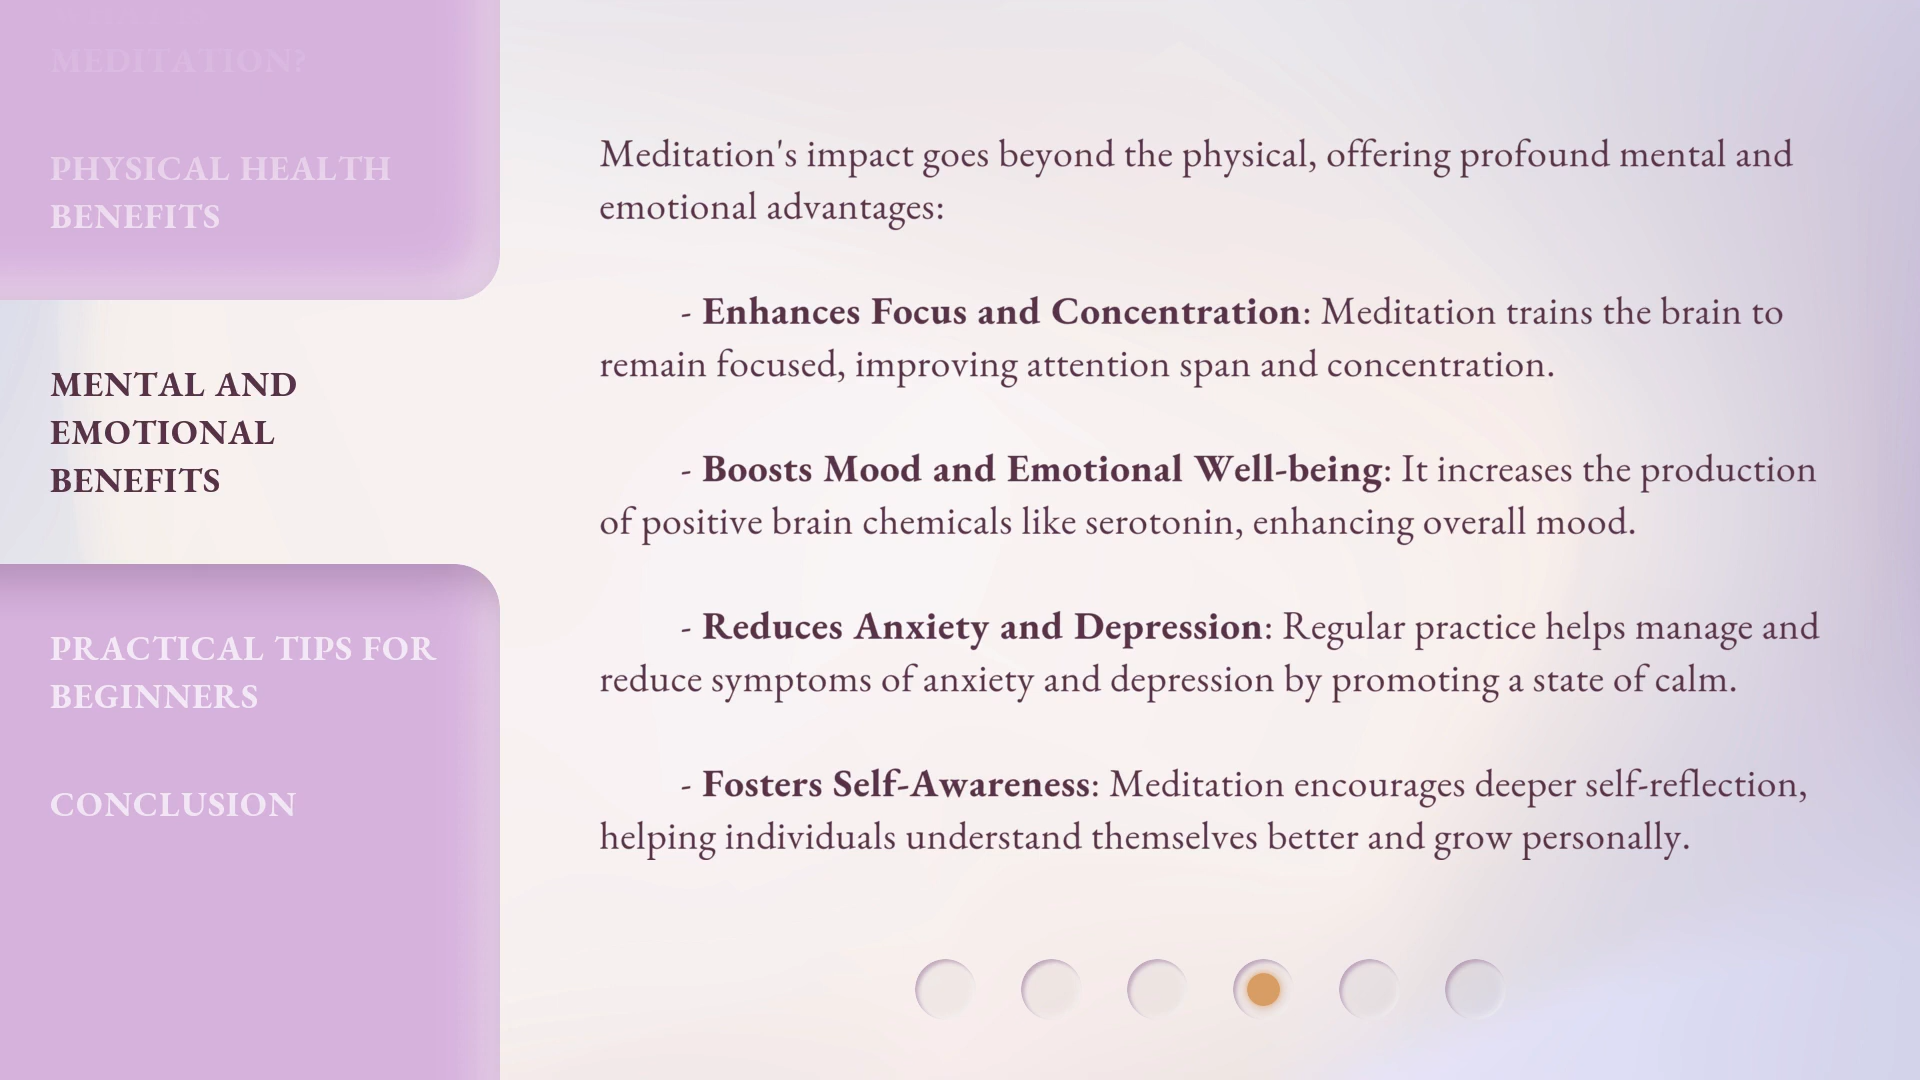 MEDITATION?
PHYSICAL HEALTH
BENEFITS
MENTAL AND
EMOTIONAL
BENEFITS
PRACTICAL TIPS FOR
BEGINNERS
CONCLUSION
Meditation's impact goes beyond the physical, offering profound mental and
emotional advantages:
- Enhances Focus and Concentration: Meditation trains the brain to
remain focused, improving attention span and concentration.
- Boosts Mood and Emotional Well-being: It increases the production
of positive brain chemicals like serotonin, enhancing overall mood.
- Reduces Anxiety and Depression: Regular practice helps manage and
reduce symptoms of anxiety and depression by promoting a state of calm.
- Fosters Self-Awareness: Meditation encourages deeper self-reflection,
helping individuals understand themselves better and grow personally.